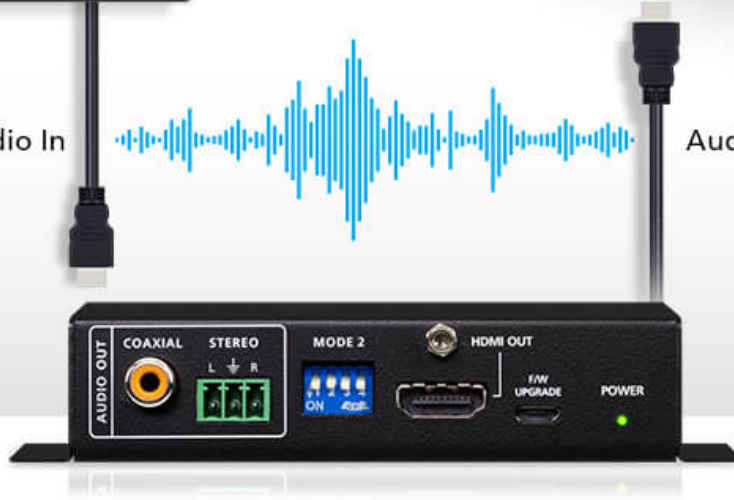 dio In
Aud
AUDIO OUT
COAXIAL
STEREO
L R
MODE 2
ON
HDMI OUT
F/W
UPGRADE
POWER